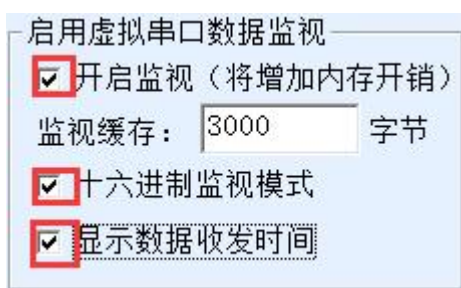 启用虚拟串口数据监视
开启监视（将增加内存开销）
监视缓存： 3000 字节
十六进制监视模式
显示数据收发时间